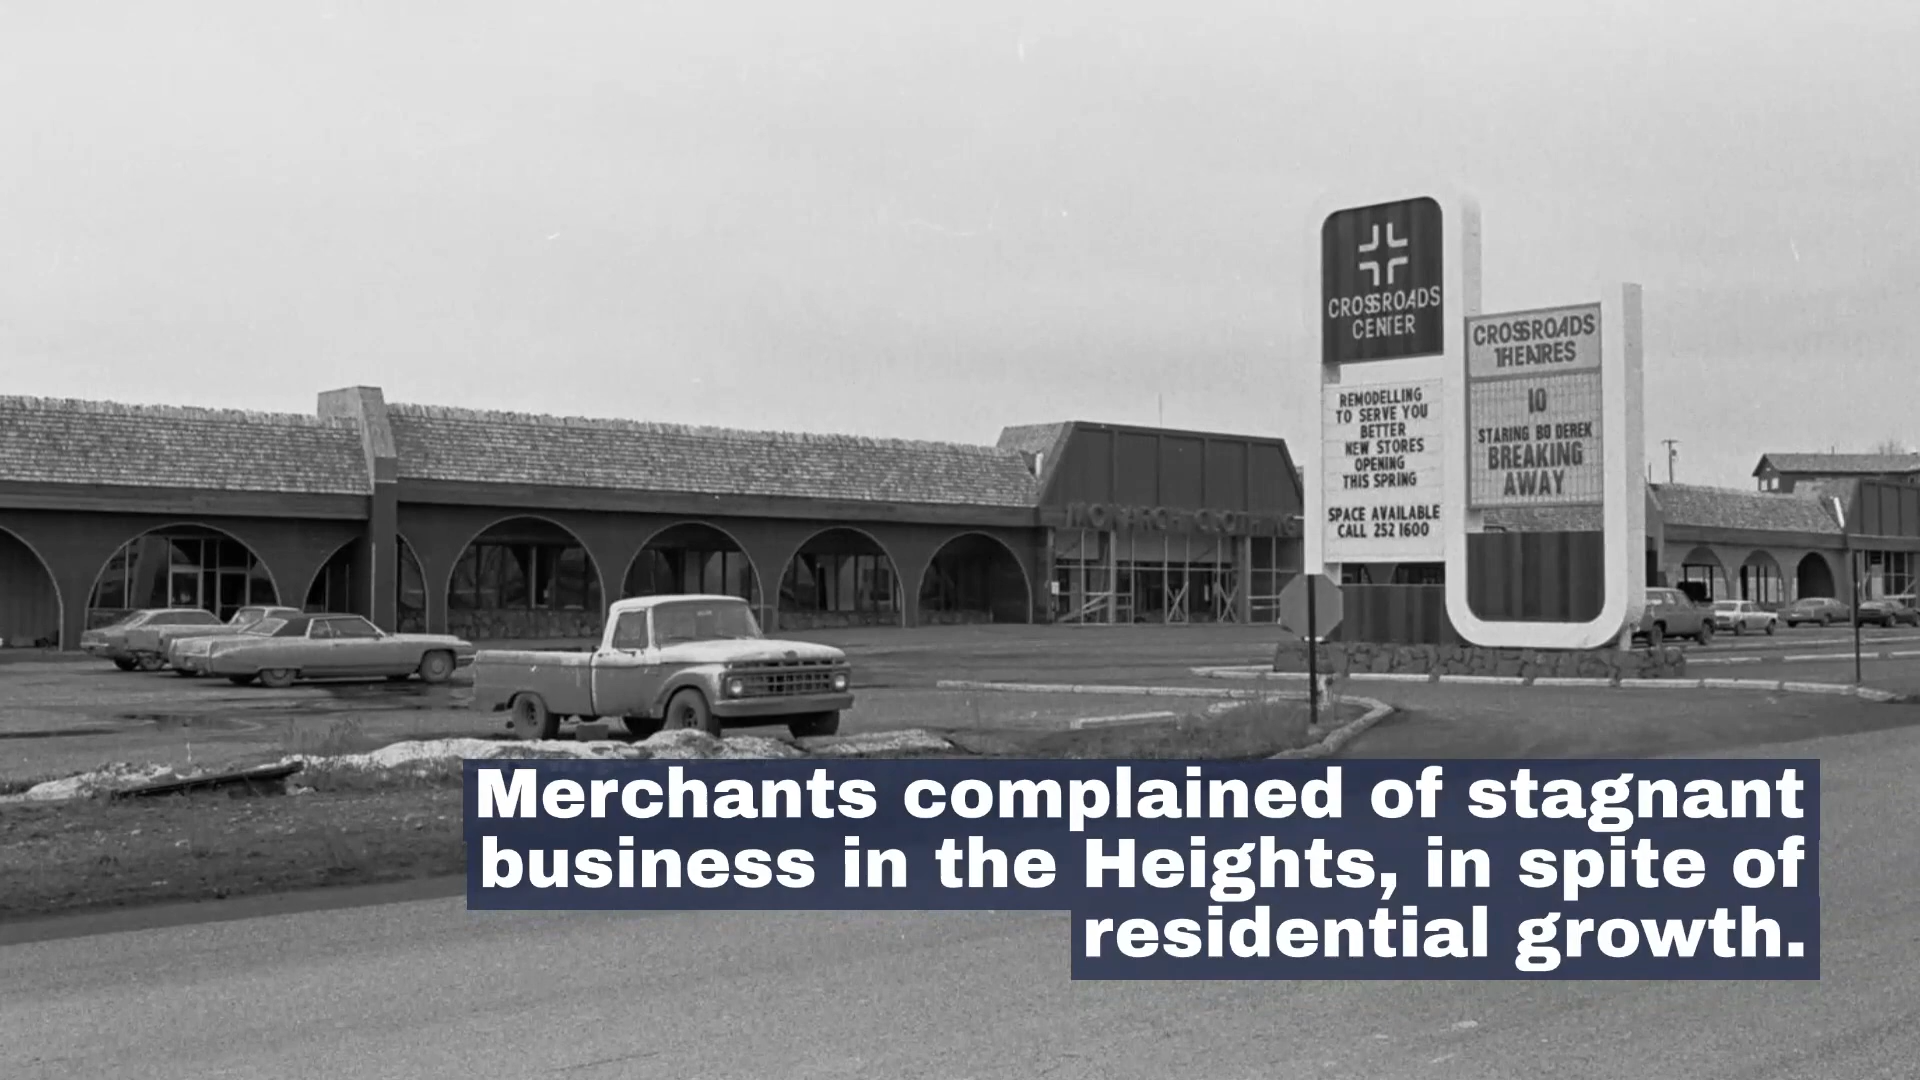 CROSSROADS
CENTER
REMODELLING
TO SERVE YOU
BETTER
NEW STORES
OPENING
THIS SPRING
SPACE AVAILABLE
CALL 252 1600
CROSSROADS
THEATRES
10
STARING BO DEREK
BREAKING
AWAY
MONARCH CLOTHING
Merchants complained of stagnant
business in the Heights, in spite of
residential growth.